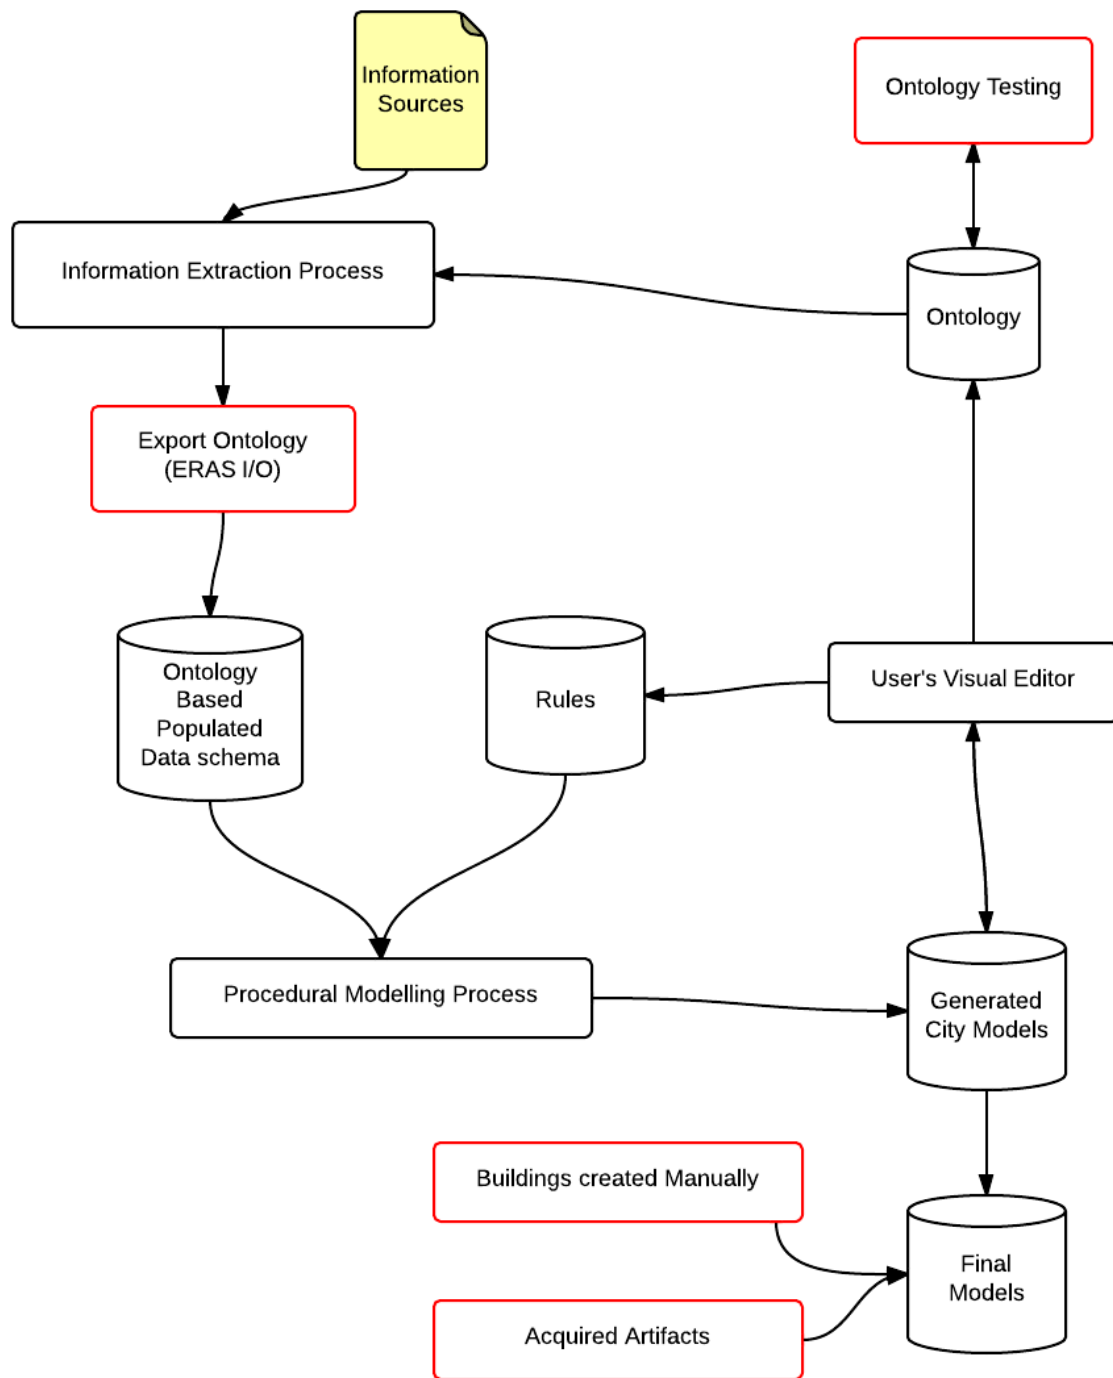 Information
Sources
Ontology Testing
Information Extraction Process
Ontology
Export Ontology
(ERAS I/O)
Ontology
Based
Populated
Data schema
Rules
User's Visual Editor
Procedural Modelling Process
Generated
City Models
Buildings created Manually
Final
Models
Acquired Artifacts